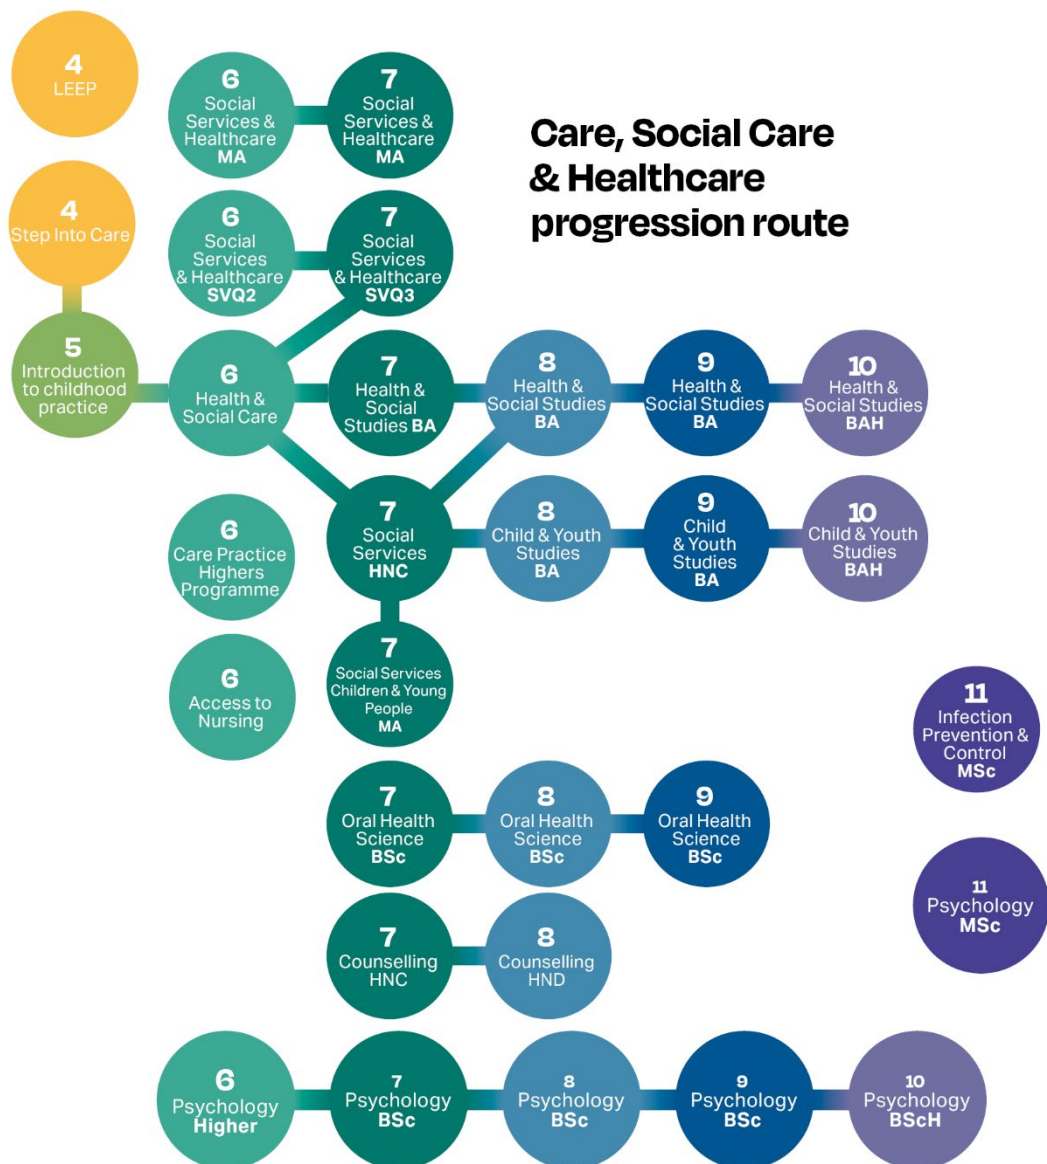 4
LEEP
6
Social
Services &
Healthcare
MA
7
Social
Services &
Healthcare
MA
Care, Social Care
& Healthcare
progression route
4
Step Into Care
6
Social
Services
& Healthcare
SVQ2
7
Social
Services
& Healthcare
SVQ3
5
Introduction
to childhood
practice
6
Health &
Social Care
7
Health &
Social
Studies BA
8
Health &
Social Studies
BA
9
Health &
Social Studies
BA
10
Health &
Social Studies
BAH
6
Care Practice
Highers
Programme
7
Social
Services
HNC
8
Child & Youth
Studies
BA
9
Child
& Youth
Studies
BA
10
Child & Youth
Studies
BAH
6
Access to
Nursing
7
Social Services
Children & Young
People
MA
11
Infection
Prevention &
Control
MSc
7
Oral Health
Science
BSc
8
Oral Health
Science
BSc
9
Oral Health
Science
BSc
11
Psychology
MSc
7
Counselling
HNC
8
Counselling
HND
6
Psychology
Higher
7
Psychology
BSc
8
Psychology
BSc
9
Psychology
BSc
10
Psychology
BScH